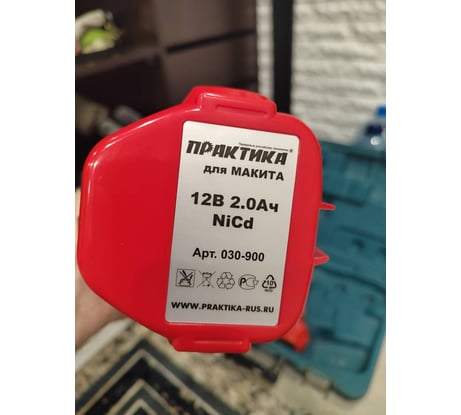 ПРАКТИКА
для МАКИТА
12В 2.0Ач
NiCd
Арт. 030-900
WWW.PRAKTIKA-RUS.RU